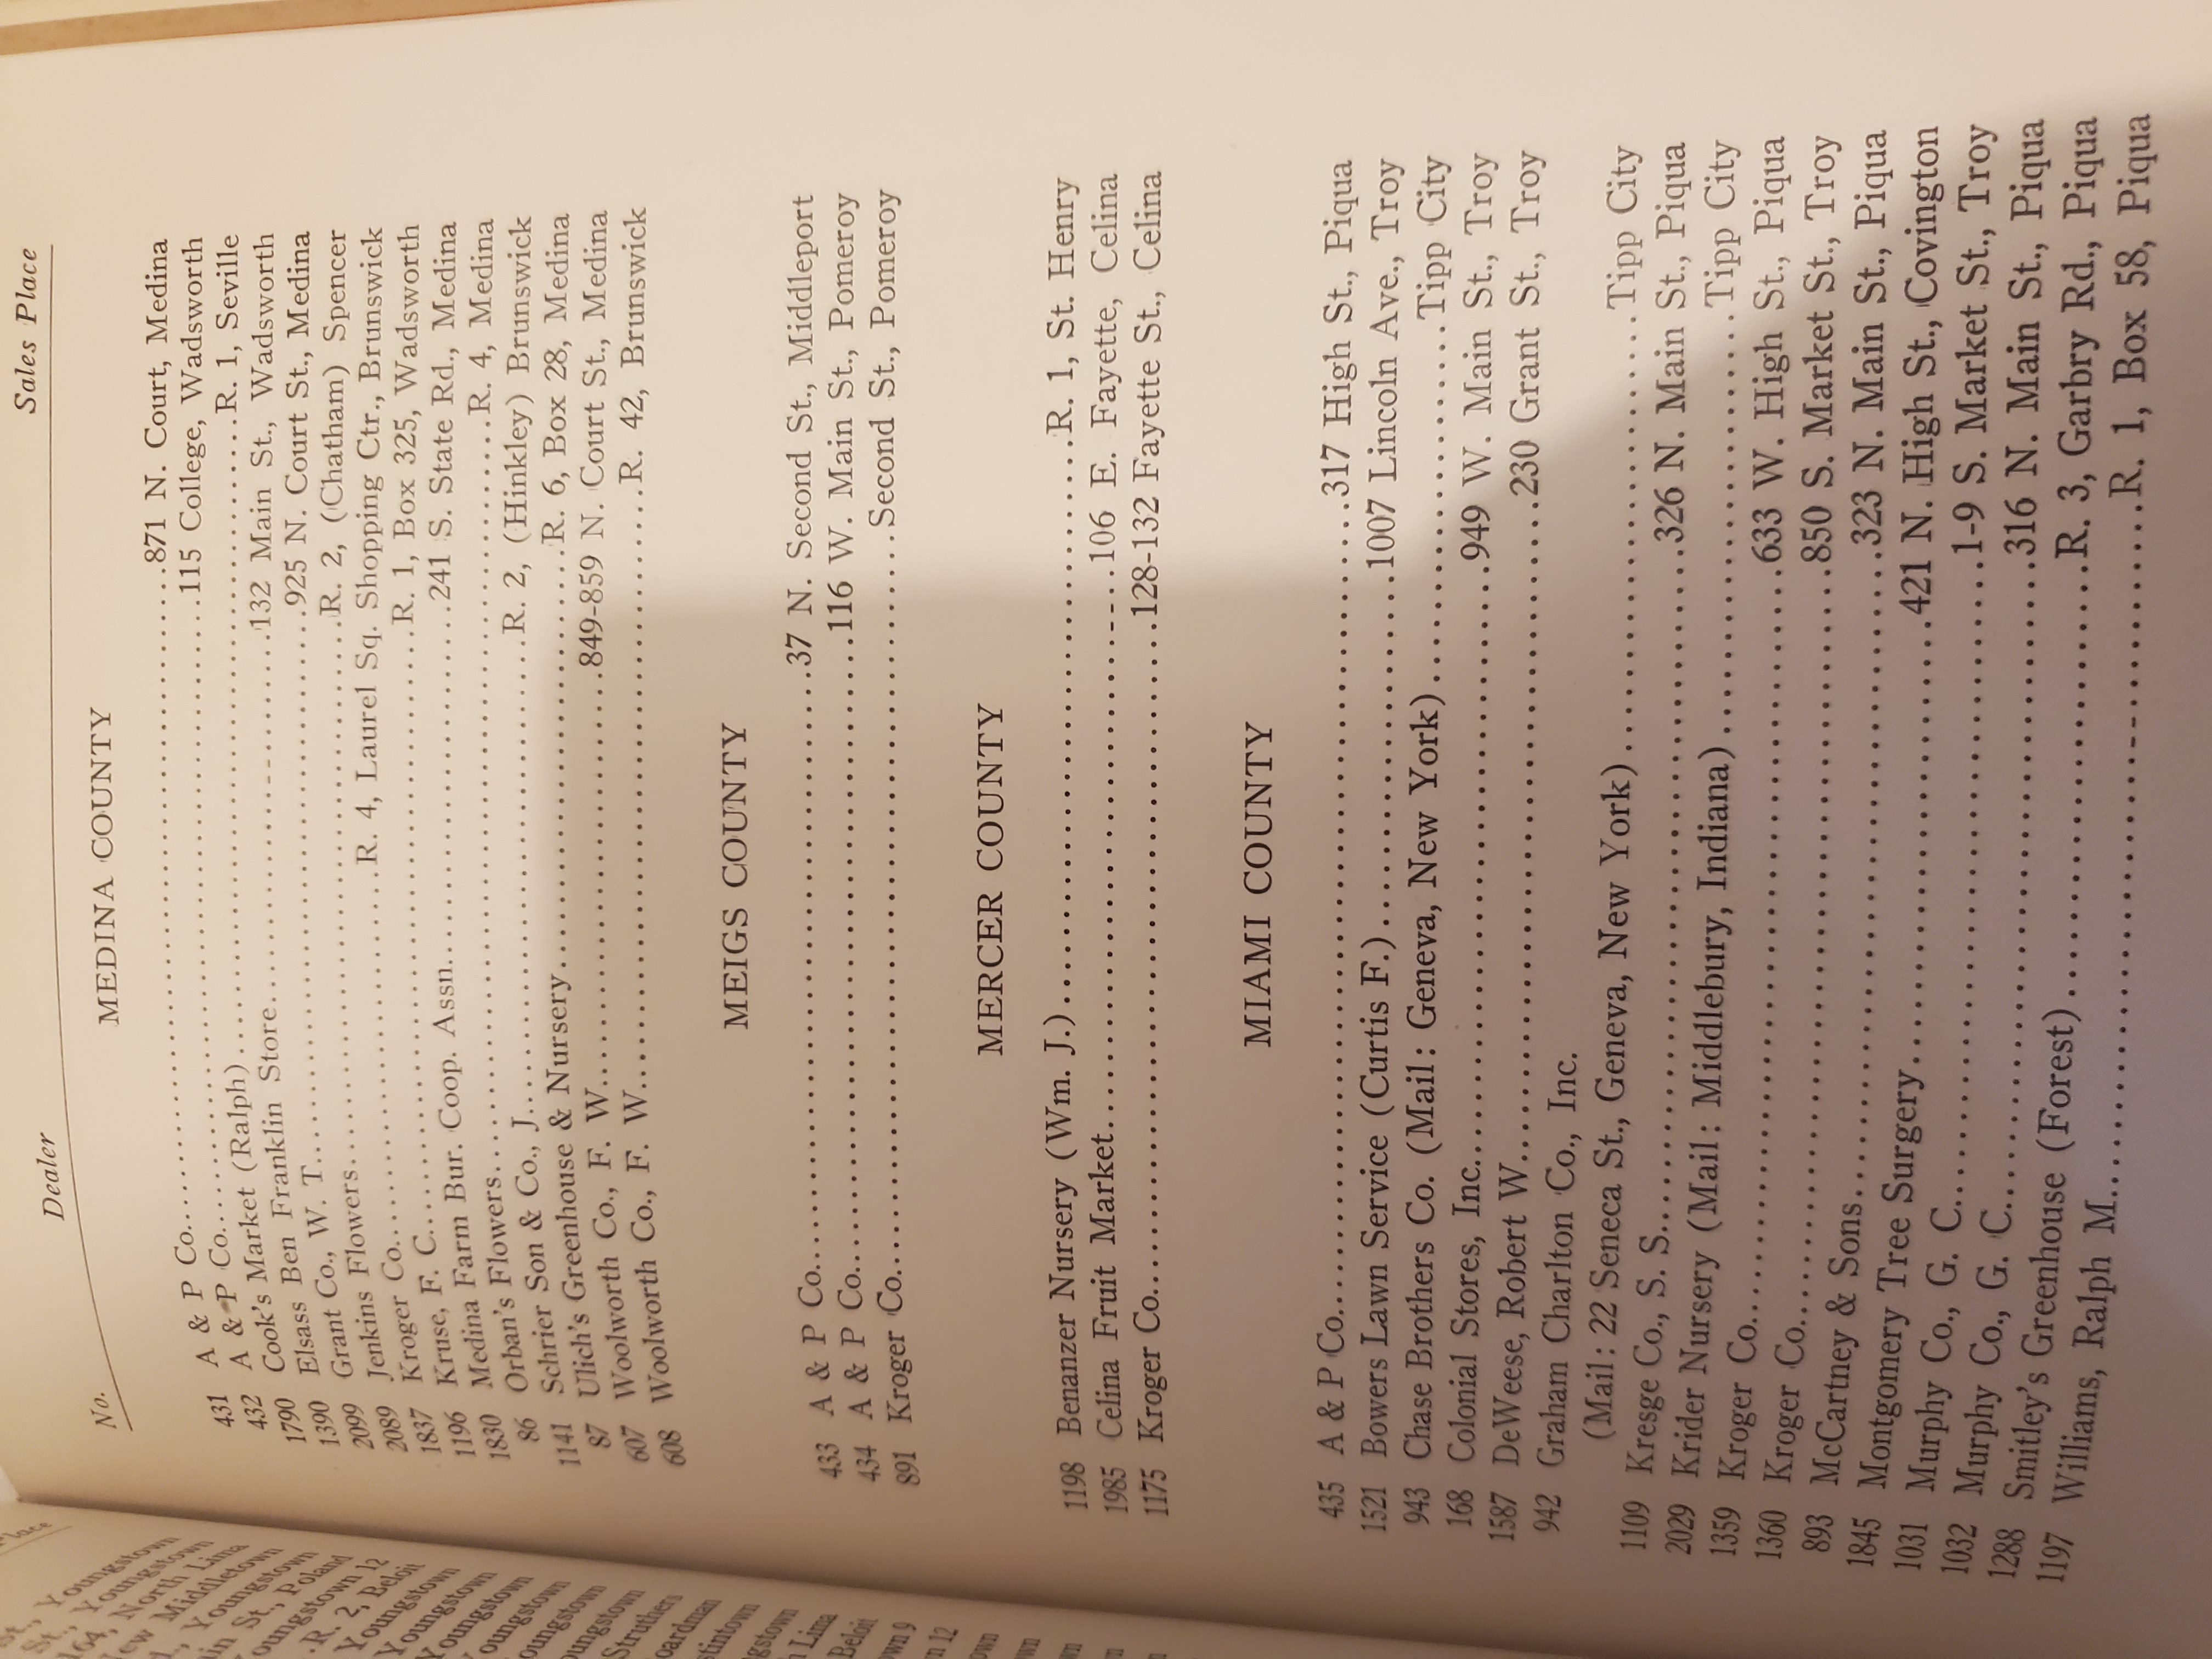 No. Dealer Sales Place
MEDINA COUNTY
431 A & P Co. 871 N. Court, Medina
432 A & P Co. 115 College, Wadsworth
1790 Cook's Market (Ralph) R. 1, Seville
1390 Elsass Ben Franklin Store 132 Main St., Wadsworth
2099 Grant Co., W. T. 925 N. Court St., Medina
2089 Jenkins Flowers R. 2, (Chatham) Spencer
1837 Kroger Co. R. 4, Laurel Sq. Shopping Ctr., Brunswick
1196 Kruse, F. C. R. 1, Box 325, Wadsworth
1830 Medina Farm Bur. Coop. Assn. 241 S. State Rd., Medina
86 Orban's Flowers R. 4, Medina
1141 Schrier Son & Co., J. R. 2, (Hinkley) Brunswick
87 Ulich's Greenhouse & Nursery R. 6, Box 28, Medina
607 Woolworth Co., F. W. 849-859 N. Court St., Medina
608 Woolworth Co., F. W. R. 42, Brunswick
MEIGS COUNTY
433 A & P Co. 37 N. Second St., Middleport
434 A & P Co. 116 W. Main St., Pomeroy
891 Kroger Co. Second St., Pomeroy
MERCER COUNTY
1198 Benanzer Nursery (Wm. J.) R. 1, St. Henry
1985 Celina Fruit Market 106 E. Fayette, Celina
1175 Kroger Co. 128-132 Fayette St., Celina
MIAMI COUNTY
435 A & P Co. 317 High St., Piqua
1521 Bowers Lawn Service (Curtis F.) 1007 Lincoln Ave., Troy
943 Chase Brothers Co. (Mail: Geneva, New York) Tipp City
168 Colonial Stores, Inc. 949 W. Main St., Troy
1587 DeWeese, Robert W. 230 Grant St., Troy
942 Graham Charlton Co., Inc.
(Mail: 22 Seneca St., Geneva, New York) Tipp City
1109 Kresge Co., S. S. 326 N. Main St., Piqua
2029 Krider Nursery (Mail: Middlebury, Indiana) Tipp City
1359 Kroger Co. 633 W. High St., Piqua
1360 Kroger Co. 850 S. Market St., Troy
893 McCartney & Sons 323 N. Main St., Piqua
1845 Montgomery Tree Surgery 421 N. High St., Covington
1031 Murphy Co., G. C. 1-9 S. Market St., Troy
1032 Murphy Co., G. C. 316 N. Main St., Piqua
1288 Smitley's Greenhouse (Forest) R. 3, Garbry Rd., Piqua
1197 Williams, Ralph M. R. 1, Box 58, Piqua